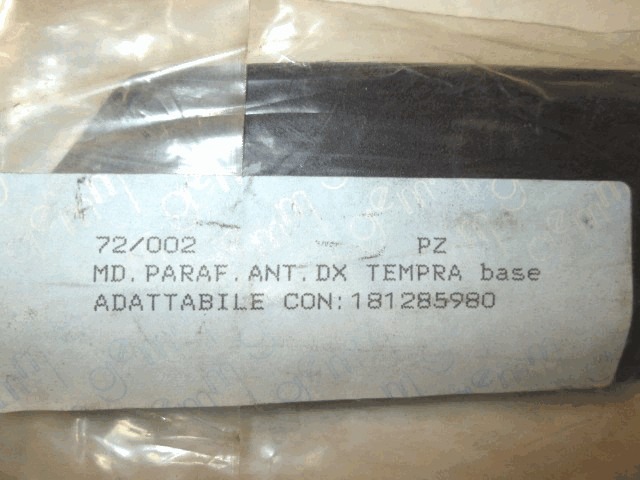 72/002 PZ
MD.PARAF.ANT.DX TEMPRA base
ADATTABILE CON:181285980